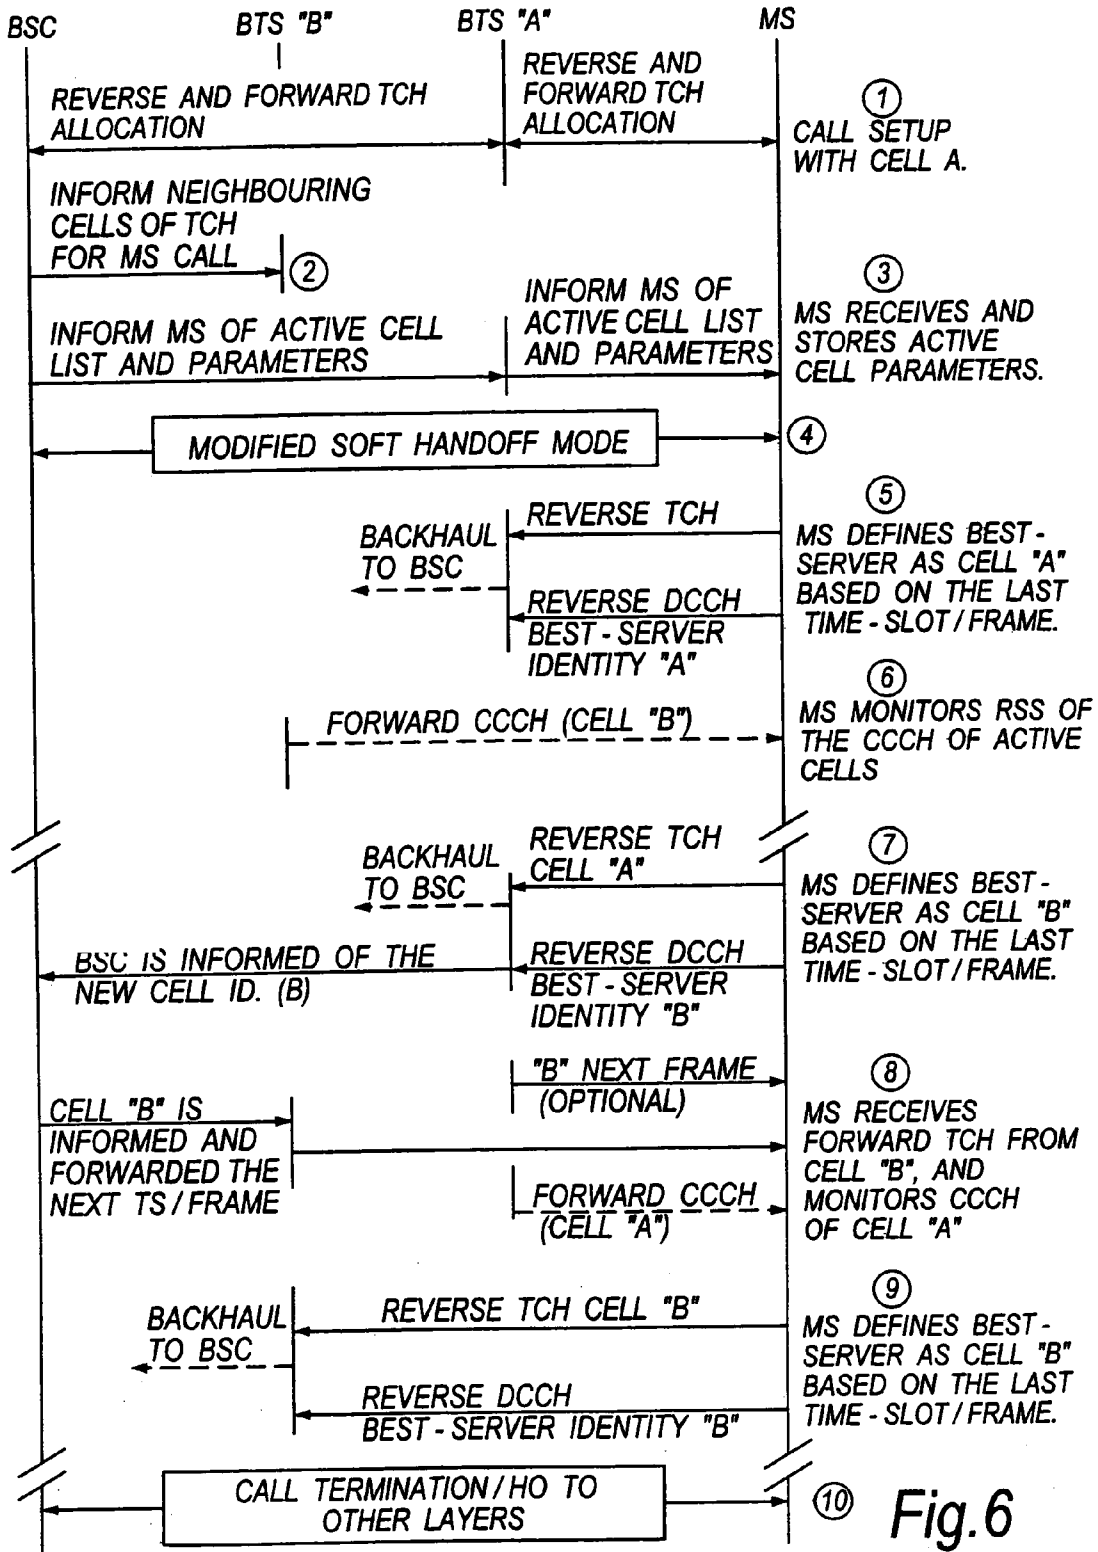 BSC
BTS "B"
BTS "A"
MS
REVERSE AND FORWARD TCH
ALLOCATION
REVERSE AND
FORWARD TCH
ALLOCATION
1
CALL SETUP
WITH CELL A.
INFORM NEIGHBOURING
CELLS OF TCH
FOR MS CALL
2
INFORM MS OF ACTIVE CELL
LIST AND PARAMETERS
INFORM MS OF
ACTIVE CELL LIST
AND PARAMETERS
3
MS RECEIVES AND
STORES ACTIVE
CELL PARAMETERS.
MODIFIED SOFT HANDOFF MODE
4
REVERSE TCH
BACKHAUL
TO BSC
REVERSE DCCH
BEST-SERVER
IDENTITY "A"
5
MS DEFINES BEST-
SERVER AS CELL "A"
BASED ON THE LAST
TIME-SLOT/FRAME.
FORWARD CCCH (CELL "B")
6
MS MONITORS RSS OF
THE CCCH OF ACTIVE
CELLS
REVERSE TCH
CELL "A"
BACKHAUL
TO BSC
7
MS DEFINES BEST-
SERVER AS CELL "B"
BASED ON THE LAST
TIME-SLOT/FRAME.
BSC IS INFORMED OF THE
NEW CELL ID. (B)
REVERSE DCCH
BEST-SERVER
IDENTITY "B"
"B" NEXT FRAME
(OPTIONAL)
CELL "B" IS
INFORMED AND
FORWARDED THE
NEXT TS/FRAME
FORWARD CCCH
(CELL "A")
8
MS RECEIVES
FORWARD TCH FROM
CELL "B", AND
MONITORS CCCH
OF CELL "A"
REVERSE TCH CELL "B"
BACKHAUL
TO BSC
REVERSE DCCH
BEST-SERVER IDENTITY "B"
9
MS DEFINES BEST-
SERVER AS CELL "B"
BASED ON THE LAST
TIME-SLOT/FRAME.
CALL TERMINATION/HO TO
OTHER LAYERS
10
Fig.6